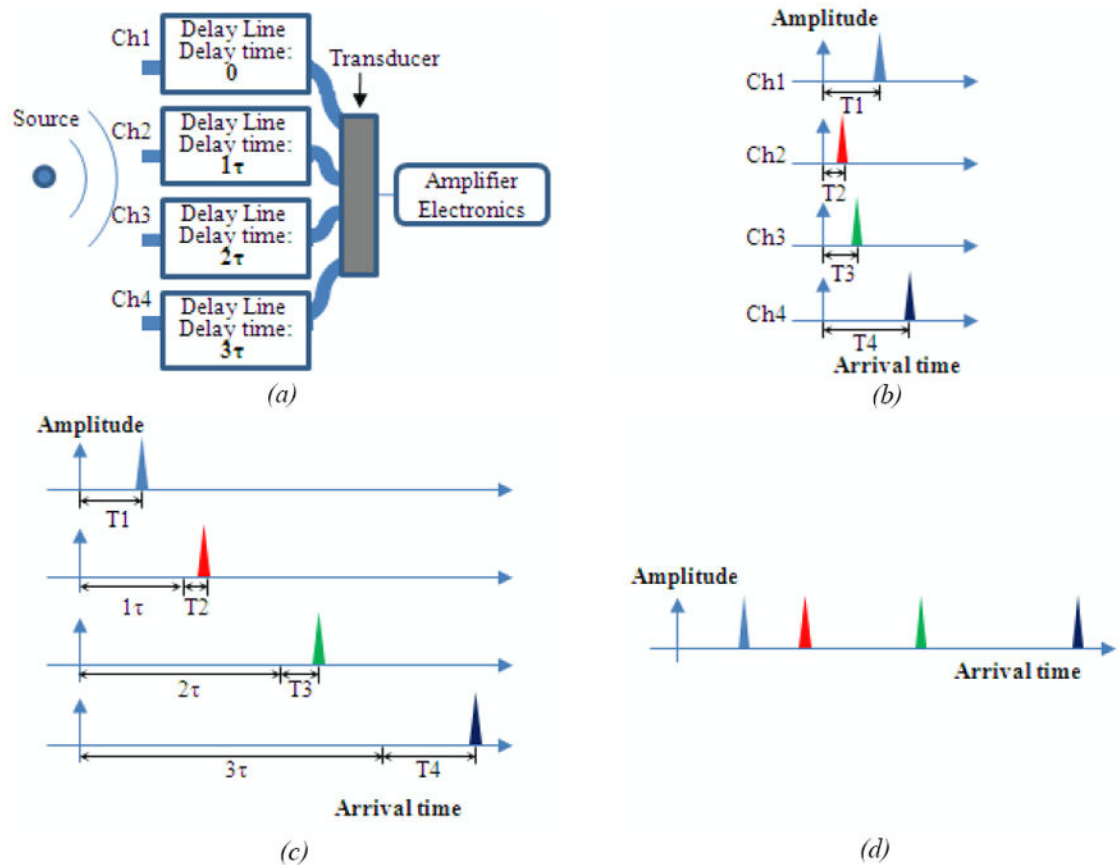 Ch1
Delay Line
Delay time:
0
Transducer
Source
Ch2
Delay Line
Delay time:
1τ
Ch3
Delay Line
Delay time:
2τ
Ch4
Delay Line
Delay time:
3τ
Amplifier
Electronics
(a)
Amplitude
Ch1
T1
Ch2
T2
Ch3
T3
Ch4
T4
Arrival time
(b)
Amplitude
T1
1τ T2
2τ T3
3τ T4
Arrival time
(c)
Amplitude
Arrival time
(d)